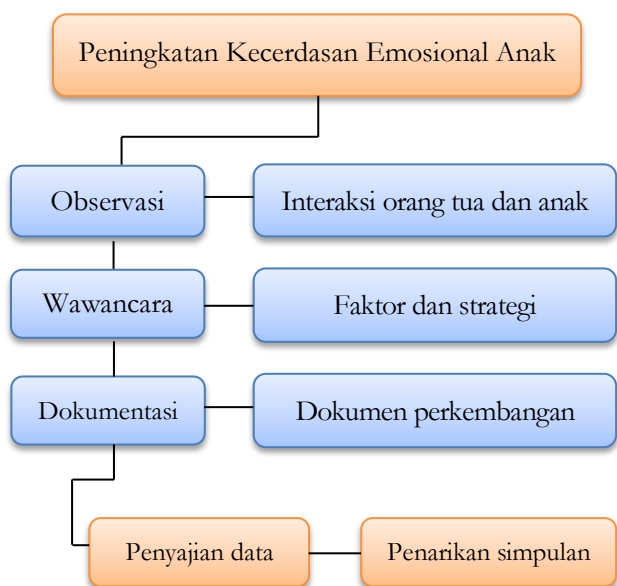 Peningkatan Kecerdasan Emosional Anak
Observasi
Interaksi orang tua dan anak
Wawancara
Faktor dan strategi
Dokumentasi
Dokumen perkembangan
Penyajian data
Penarikan simpulan